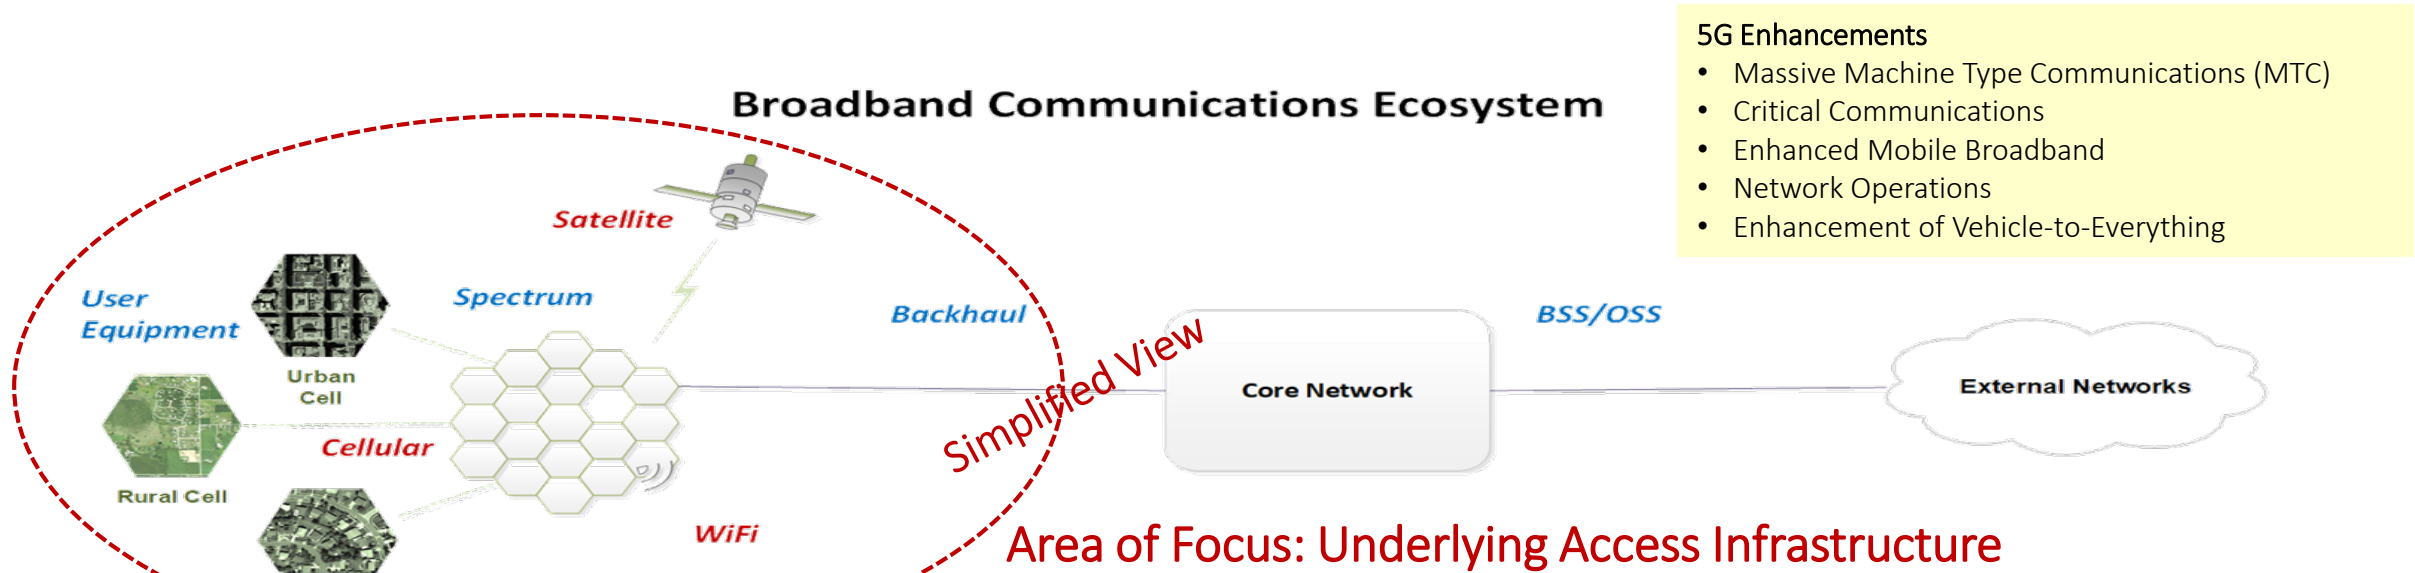 5G Enhancements
• Massive Machine Type Communications (MTC)
• Critical Communications
• Enhanced Mobile Broadband
• Network Operations
• Enhancement of Vehicle-to-Everything
Broadband Communications Ecosystem
Satellite
User
Equipment
Spectrum
Backhaul
BSS/OSS
Urban
Cell
Simplified View
Core Network
External Networks
Cellular
Rural Cell
WiFi
Area of Focus: Underlying Access Infrastructure